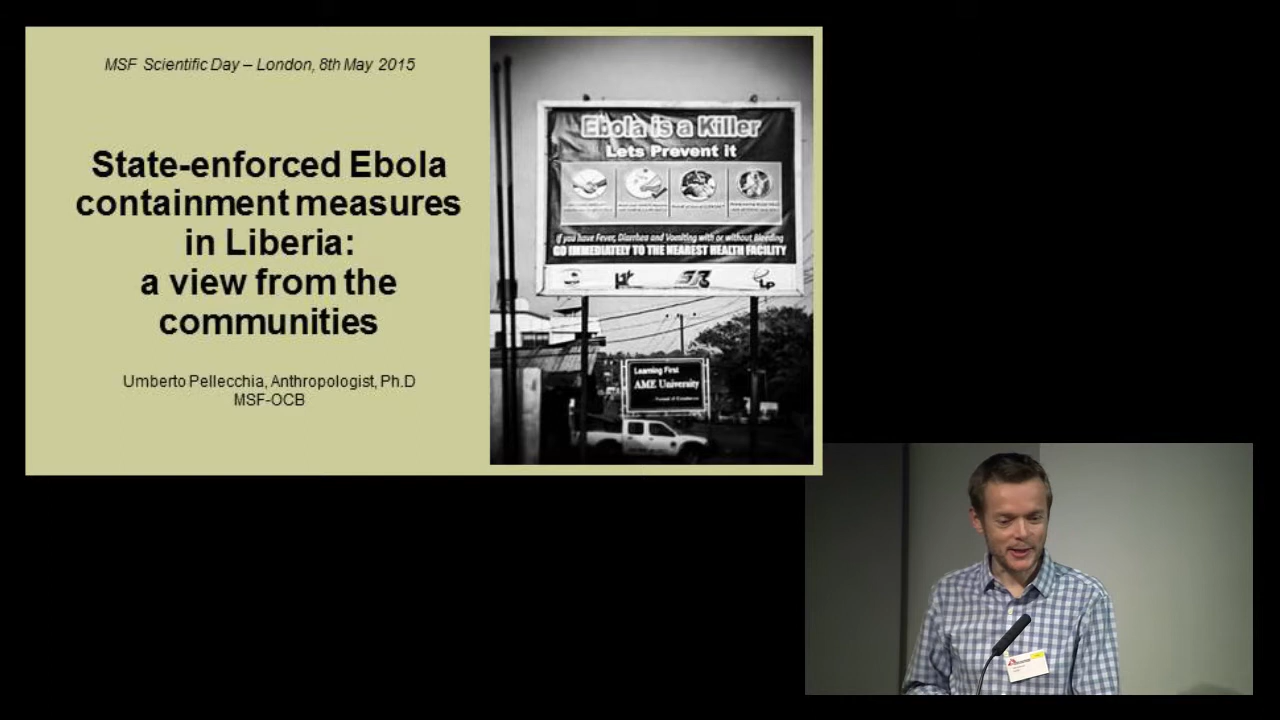 MSF Scientific Day – London, 8th May 2015
State-enforced Ebola
containment measures
in Liberia:
a view from the
communities
Umberto Pellecchia, Anthropologist, Ph.D
MSF-OCB
Ebola is a Killer
Lets Prevent it
If you have Fever, Diarrhea and Vomiting with or without Bleeding
GO IMMEDIATELY TO THE NEAREST HEALTH FACILITY
Learning First
AME University